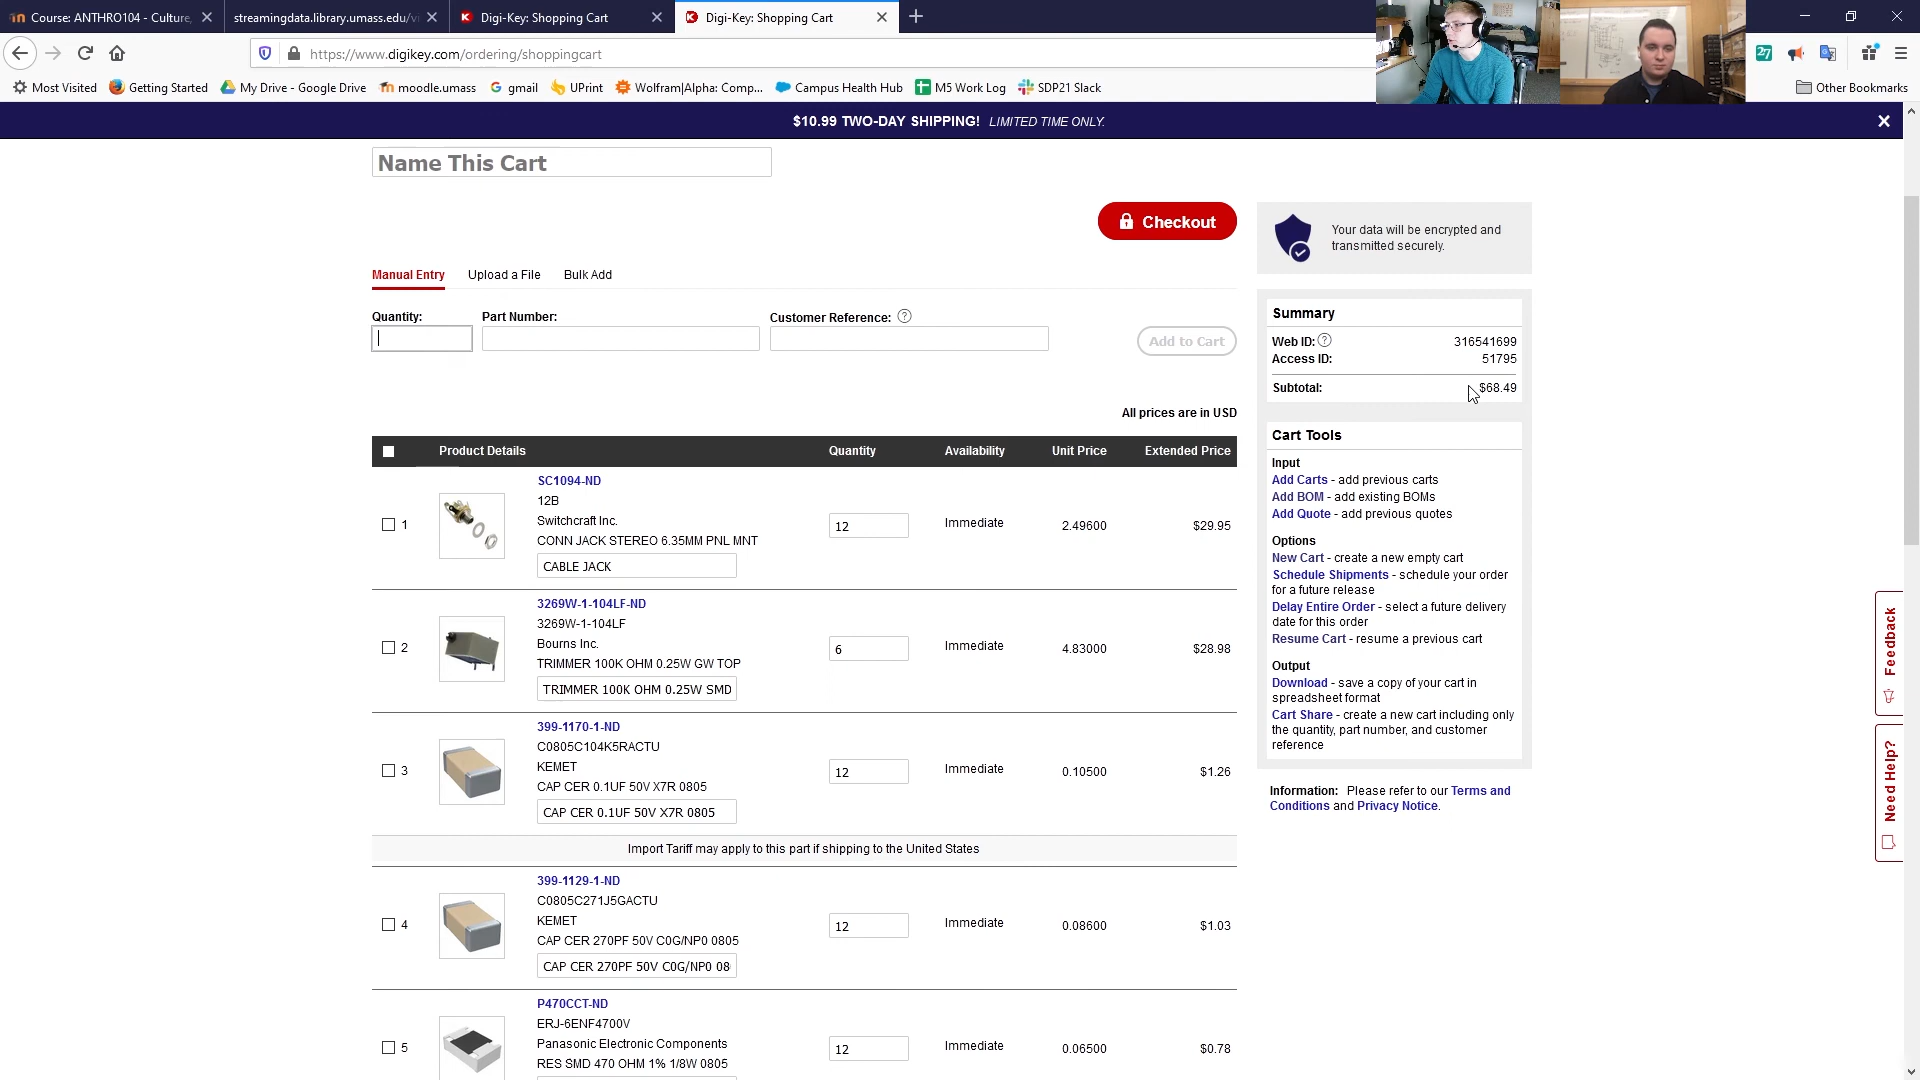 Course: ANTHRO104 - Culture,
streamingdata.library.umass.edu/vi
Digi-Key: Shopping Cart
Digi-Key: Shopping Cart
https://www.digikey.com/ordering/shoppingcart
27
Most Visited
Getting Started
My Drive - Google Drive
moodle.umass
gmail
UPrint
Wolfram|Alpha: Comp...
Campus Health Hub
M5 Work Log
SDP21 Slack
Other Bookmarks
$10.99 TWO-DAY SHIPPING! LIMITED TIME ONLY.
Name This Cart
Checkout
Your data will be encrypted and
transmitted securely.
Manual Entry
Upload a File
Bulk Add
Quantity:
Part Number:
Customer Reference:
Add to Cart
Summary
Web ID: 316541699
Access ID: 51795
Subtotal: $68.49
All prices are in USD
Product Details Quantity Availability Unit Price Extended Price
1
SC1094-ND
12B
Switchcraft Inc.
CONN JACK STEREO 6.35MM PNL MNT
CABLE JACK
12 Immediate 2.49600 $29.95
2
3269W-1-104LF-ND
3269W-1-104LF
Bourns Inc.
TRIMMER 100K OHM 0.25W GW TOP
TRIMMER 100K OHM 0.25W SMD
6 Immediate 4.83000 $28.98
3
399-1170-1-ND
C0805C104K5RACTU
KEMET
CAP CER 0.1UF 50V X7R 0805
CAP CER 0.1UF 50V X7R 0805
12 Immediate 0.10500 $1.26
Import Tariff may apply to this part if shipping to the United States
4
399-1129-1-ND
C0805C271J5GACTU
KEMET
CAP CER 270PF 50V C0G/NP0 0805
CAP CER 270PF 50V C0G/NP0 08
12 Immediate 0.08600 $1.03
5
P470CCT-ND
ERJ-6ENF4700V
Panasonic Electronic Components
RES SMD 470 OHM 1% 1/8W 0805
12 Immediate 0.06500 $0.78
Cart Tools
Input
Add Carts - add previous carts
Add BOM - add existing BOMs
Add Quote - add previous quotes
Options
New Cart - create a new empty cart
Schedule Shipments - schedule your order
for a future release
Delay Entire Order - select a future delivery
date for this order
Resume Cart - resume a previous cart
Output
Download - save a copy of your cart in
spreadsheet format
Cart Share - create a new cart including only
the quantity, part number, and customer
reference
Information: Please refer to our Terms and
Conditions and Privacy Notice.
Feedback
Need Help?